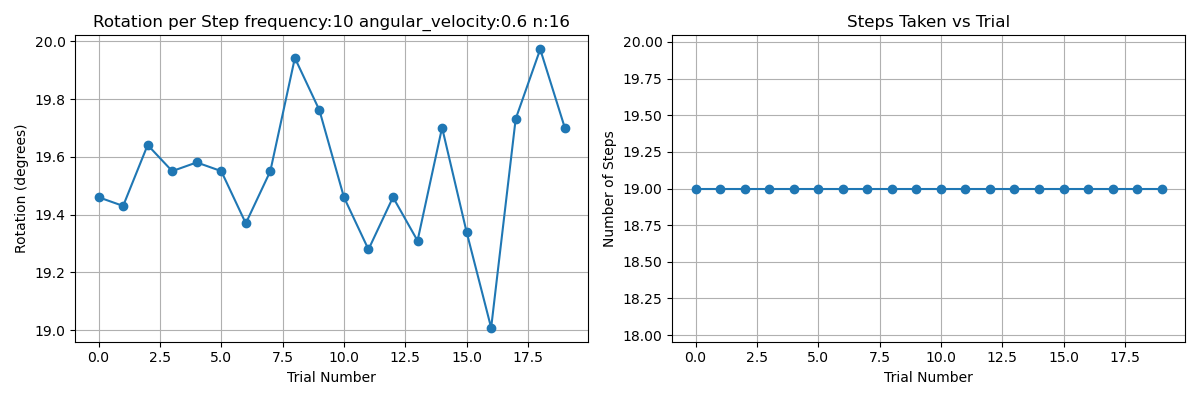 Rotation per Step frequency:10 angular_velocity:0.6 n:16
Rotation (degrees)
20.0
19.8
19.6
19.4
19.2
19.0
0.0 2.5 5.0 7.5 10.0 12.5 15.0 17.5
Trial Number
Steps Taken vs Trial
Number of Steps
20.00
19.75
19.50
19.25
19.00
18.75
18.50
18.25
18.00
0.0 2.5 5.0 7.5 10.0 12.5 15.0 17.5
Trial Number